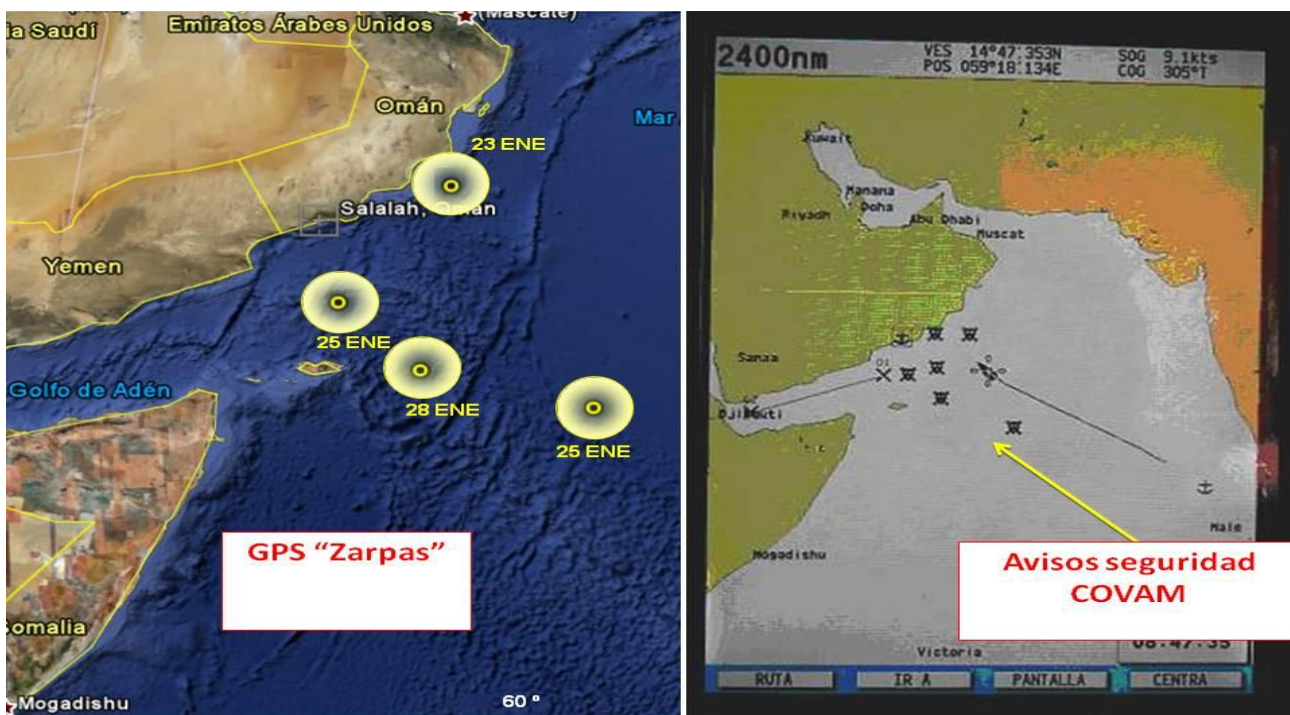 (Mascate)
ia Saudí
Emiratos Árabes Unidos
Omán
Mar
23 ENE
Salalah, Oman
Yemen
25 ENE
Golfo de Adén
28 ENE
25 ENE
GPS “Zarpas”
Somalia
Mogadishu
60 º
2400nm
VES 14°47.353N
POS 059°18.134E
SOG 9.1kts
COG 305°T
Kuwait
Manama
Doha
Riyadh
Abu Dhabi
Muscat
Sanaa
01
Djibouti
Male
Mogadishu
Avisos seguridad
COVAM
Victoria
08:47:35
RUTA
IR A
PANTALLA
CENTRA